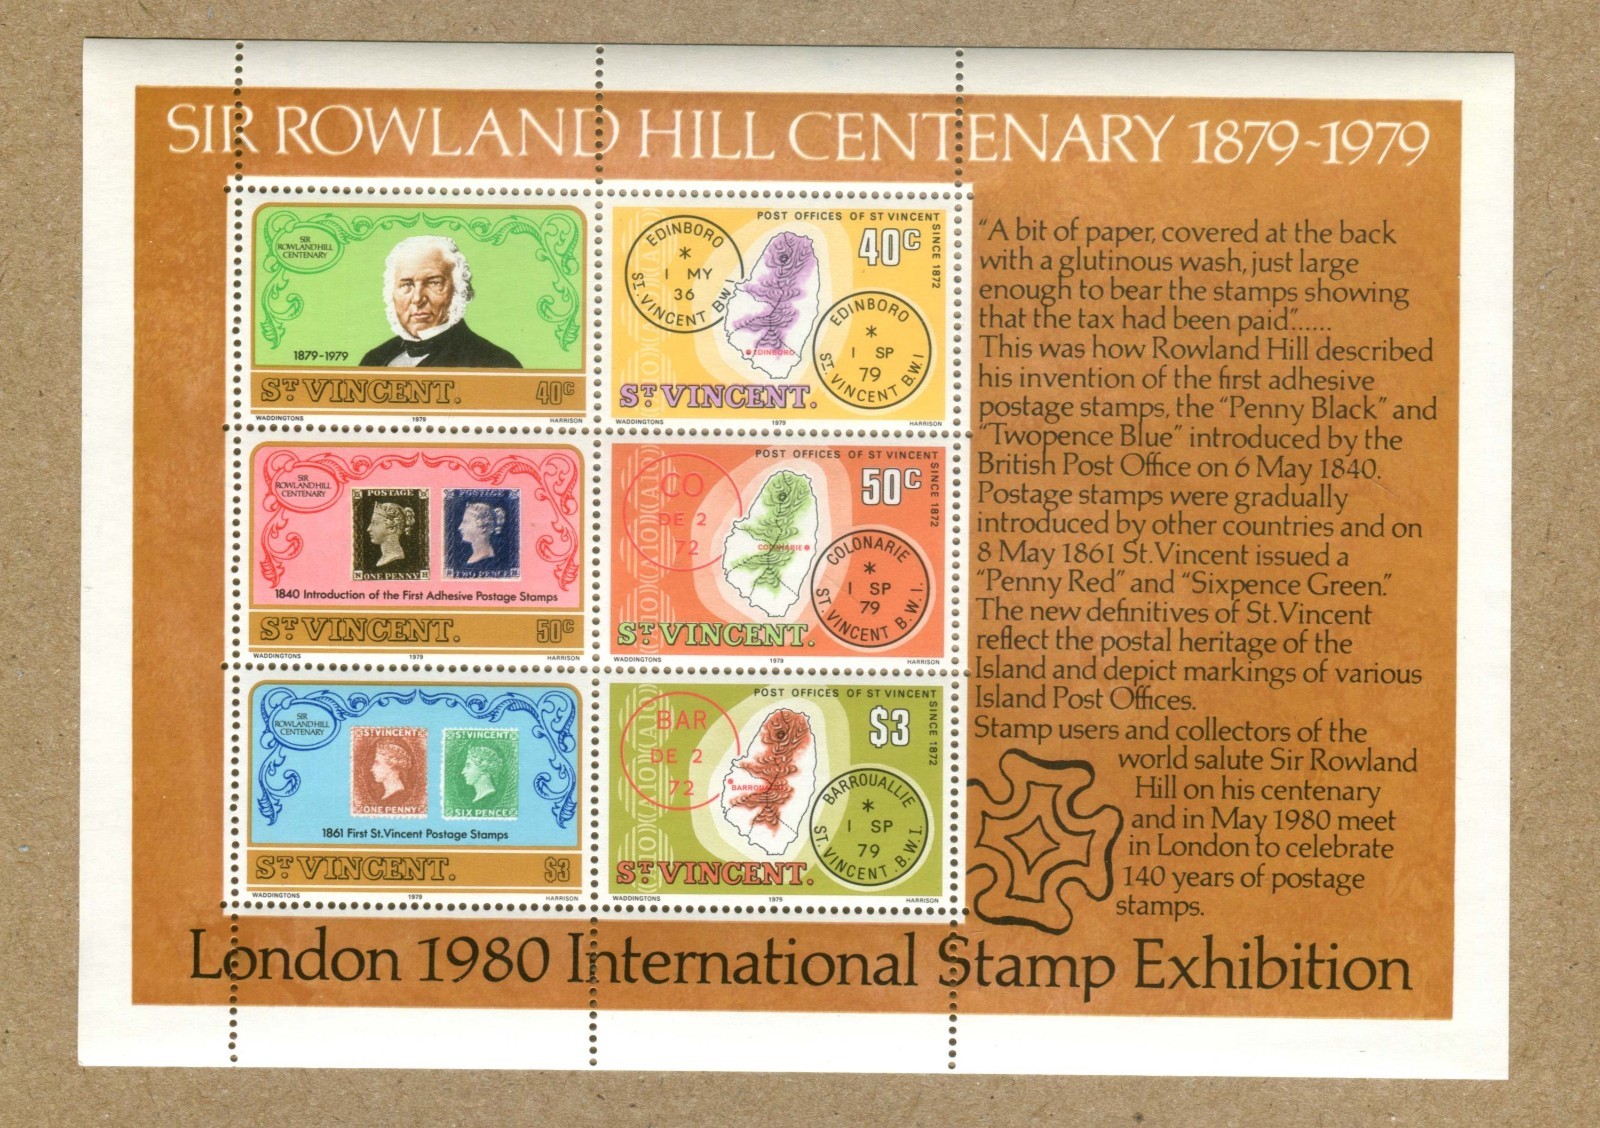 SIR ROWLAND HILL CENTENARY 1879-1979
SIR
ROWLAND HILL
CENTENARY
1879-1979
ST. VINCENT. 40c
WADDINGTONS 1979 HARRISON
POST OFFICES OF ST VINCENT
SINCE 1872
40c
EDINBORO
*
1 MY
36
ST. VINCENT B.W.I
EDINBORO
EDINBORO
*
1 SP
79
ST. VINCENT B.W.I
ST. VINCENT.
WADDINGTONS 1979 HARRISON
SIR
ROWLAND HILL
CENTENARY
POSTAGE
N ONE PENNY H
POSTAGE
TWO PENCE
1840 Introduction of the First Adhesive Postage Stamps
ST. VINCENT. 50c
WADDINGTONS 1979 HARRISON
POST OFFICES OF ST VINCENT
SINCE 1872
50c
CO
DE 2
72
A10
COLONARIE
COLONARIE
*
1 SP
79
ST. VINCENT B.W.I.
ST. VINCENT.
WADDINGTONS 1979 HARRISON
SIR
ROWLAND HILL
CENTENARY
ST. VINCENT
ONE PENNY
ST. VINCENT
SIX PENCE
1861 First St.Vincent Postage Stamps
ST. VINCENT. $3
WADDINGTONS 1979 HARRISON
POST OFFICES OF ST VINCENT
SINCE 1872
$3
BAR
DE 2
72
A10
BARROUALLIE
*
1 SP
79
ST. VINCENT. B.W.I.
ST. VINCENT.
WADDINGTONS 1979 HARRISON
"A bit of paper, covered at the back
with a glutinous wash, just large
enough to bear the stamps showing
that the tax had been paid"......
This was how Rowland Hill described
his invention of the first adhesive
postage stamps, the "Penny Black" and
"Twopence Blue" introduced by the
British Post Office on 6 May 1840.
Postage stamps were gradually
introduced by other countries and on
8 May 1861 St. Vincent issued a
"Penny Red" and "Sixpence Green."
The new definitives of St. Vincent
reflect the postal heritage of the
Island and depict markings of various
Island Post Offices.
Stamp users and collectors of the
world salute Sir Rowland
Hill on his centenary
and in May 1980 meet
in London to celebrate
140 years of postage
stamps.
London 1980 International Stamp Exhibition